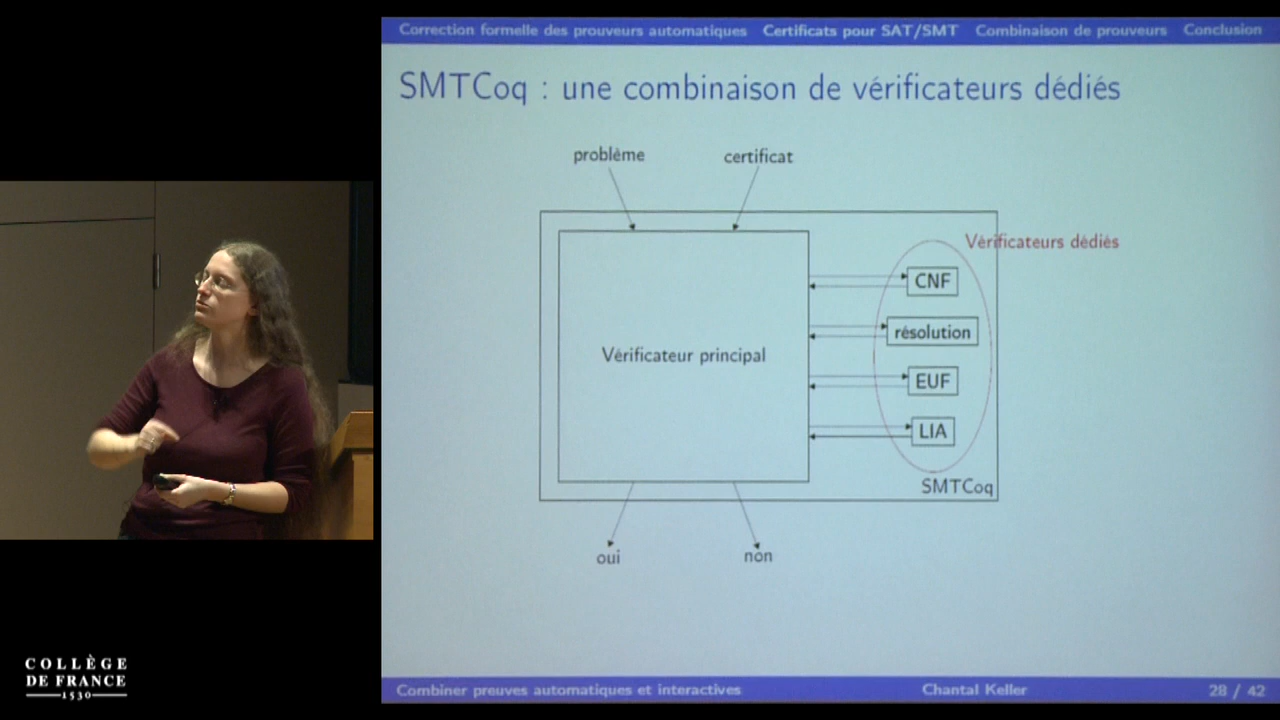 Correction formelle des prouveurs automatiques Certificats pour SAT/SMT Combinaison de prouveurs Conclusion
SMTCoq : une combinaison de vérificateurs dédiés
problème certificat
Vérificateurs dédiés
CNF
résolution
Vérificateur principal
EUF
LIA
SMTCoq
oui non
COLLÈGE
DE FRANCE
1530
Combiner preuves automatiques et interactives Chantal Keller 28 / 42